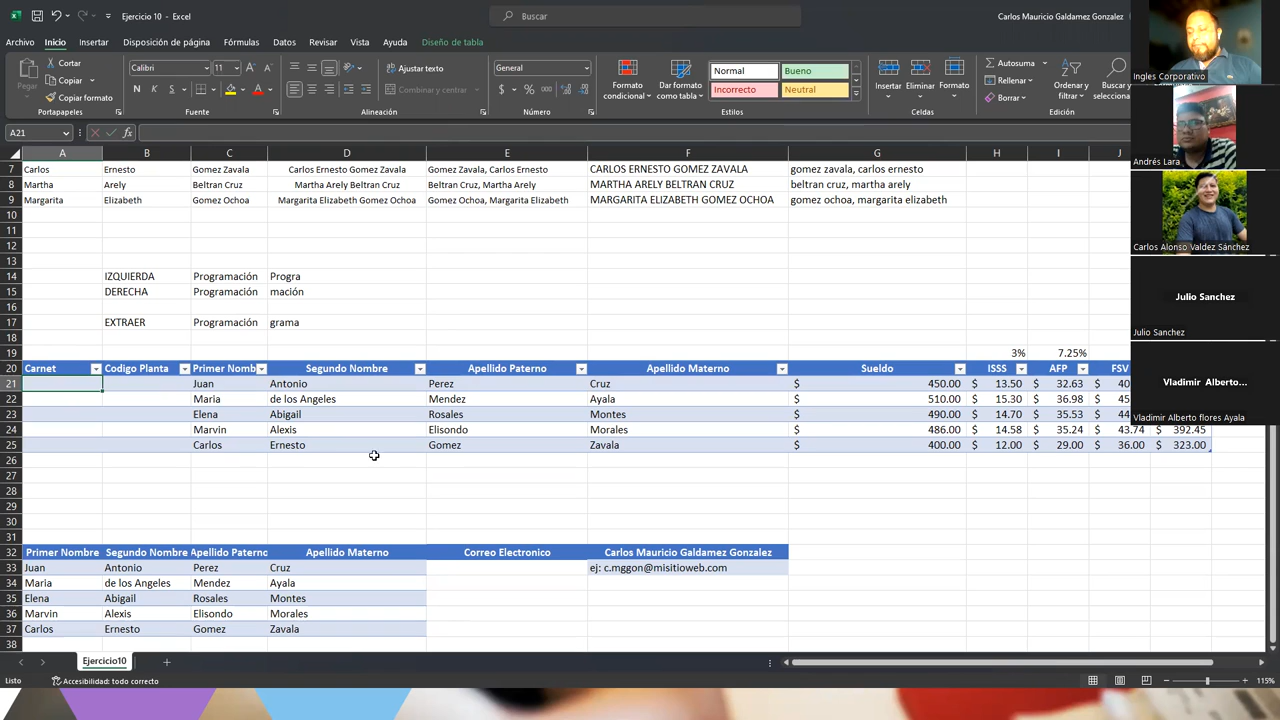 Ejercicio 10 - Excel
Buscar
Carlos Mauricio Galdamez Gonzalez
Archivo Inicio Insertar Disposición de página Fórmulas Datos Revisar Vista Ayuda Diseño de tabla
Pegar
Cortar
Copiar
Copiar formato
Portapapeles
Calibri 11
N K S
Fuente
Ajustar texto
Combinar y centrar
Alineación
General
$ % 000
Número
Formato condicional
Dar formato como tabla
Normal Bueno
Incorrecto Neutral
Estilos
Insertar Eliminar Formato
Celdas
Autosuma
Rellenar
Borrar
Ordenar
Buscar y
selecciona
Edición
Ingles Corporativo
Andrés Lara
Carlos Alonso Valdez Sánchez
Julio Sanchez
Julio Sanchez
Vladimir Alberto...
Vladimir Alberto flores Ayala
A21 fx
A B C D E F G H I J
7 Carlos Ernesto Gomez Zavala Carlos Ernesto Gomez Zavala Gomez Zavala, Carlos Ernesto CARLOS ERNESTO GOMEZ ZAVALA gomez zavala, carlos ernesto
8 Martha Arely Beltran Cruz Martha Arely Beltran Cruz Beltran Cruz, Martha Arely MARTHA ARELY BELTRAN CRUZ beltran cruz, martha arely
9 Margarita Elizabeth Gomez Ochoa Margarita Elizabeth Gomez Ochoa Gomez Ochoa, Margarita Elizabeth MARGARITA ELIZABETH GOMEZ OCHOA gomez ochoa, margarita elizabeth
10
11
12
13
14 IZQUIERDA Programación Progra
15 DERECHA Programación mación
16
17 EXTRAER Programación grama
18
19 3% 7.25%
20 Carnet Codigo Planta Primer Nomb Segundo Nombre Apellido Paterno Apellido Materno Sueldo ISSS AFP FSV
21 Juan Antonio Perez Cruz $ 450.00 $ 13.50 $ 32.63 $ 40
22 Maria de los Angeles Mendez Ayala $ 510.00 $ 15.30 $ 36.98 $ 45
23 Elena Abigail Rosales Montes $ 490.00 $ 14.70 $ 35.53 $ 44
24 Marvin Alexis Elisondo Morales $ 486.00 $ 14.58 $ 35.24 $ 43.74 $ 392.45
25 Carlos Ernesto Gomez Zavala $ 400.00 $ 12.00 $ 29.00 $ 36.00 $ 323.00
26
27
28
29
30
31
32 Primer Nombre Segundo Nombre Apellido Paterno Apellido Materno Correo Electronico Carlos Mauricio Galdamez Gonzalez
33 Juan Antonio Perez Cruz ej: c.mggon@misitioweb.com
34 Maria de los Angeles Mendez Ayala
35 Elena Abigail Rosales Montes
36 Marvin Alexis Elisondo Morales
37 Carlos Ernesto Gomez Zavala
38
Ejercicio10
Listo Accesibilidad: todo correcto 115%